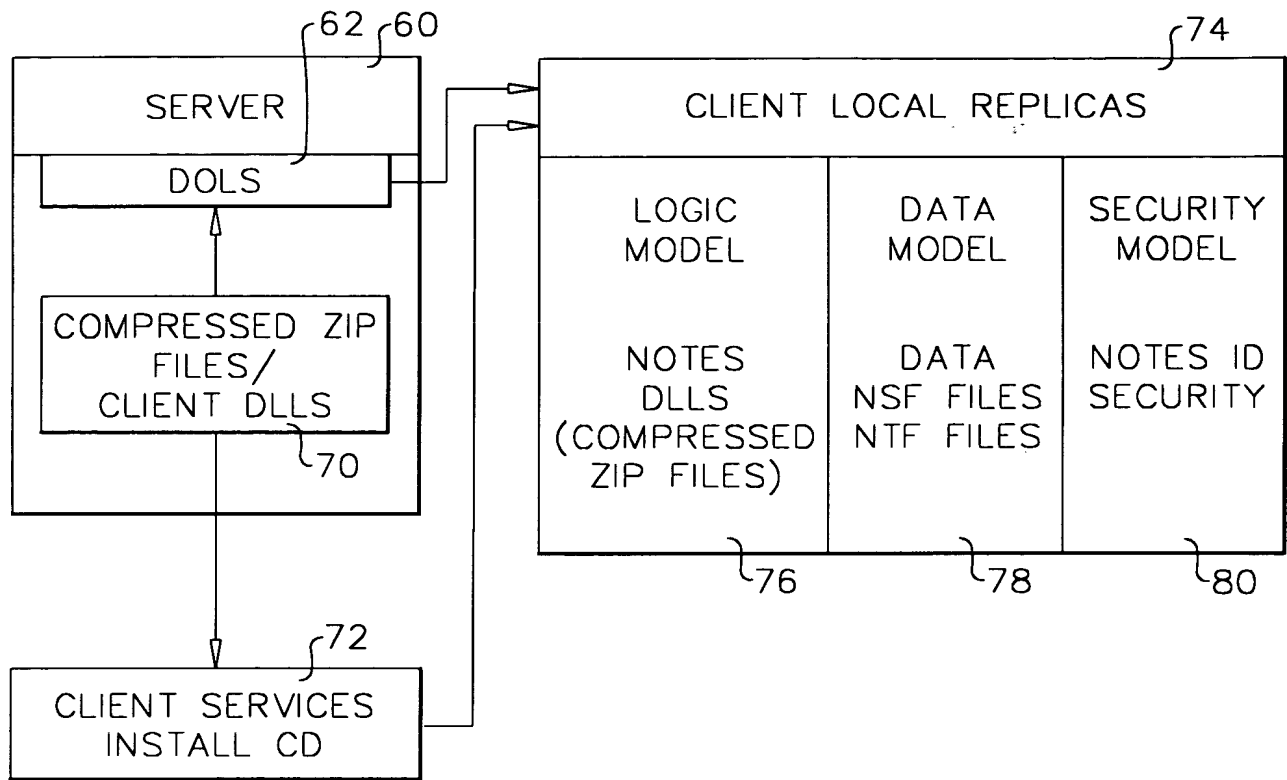 62
60
SERVER
DOLS
COMPRESSED ZIP
FILES/
CLIENT DLLS
70
72
CLIENT SERVICES
INSTALL CD
74
CLIENT LOCAL REPLICAS
LOGIC
MODEL
NOTES
DLLS
(COMPRESSED
ZIP FILES)
76
DATA
MODEL
DATA
NSF FILES
NTF FILES
78
SECURITY
MODEL
NOTES ID
SECURITY
80